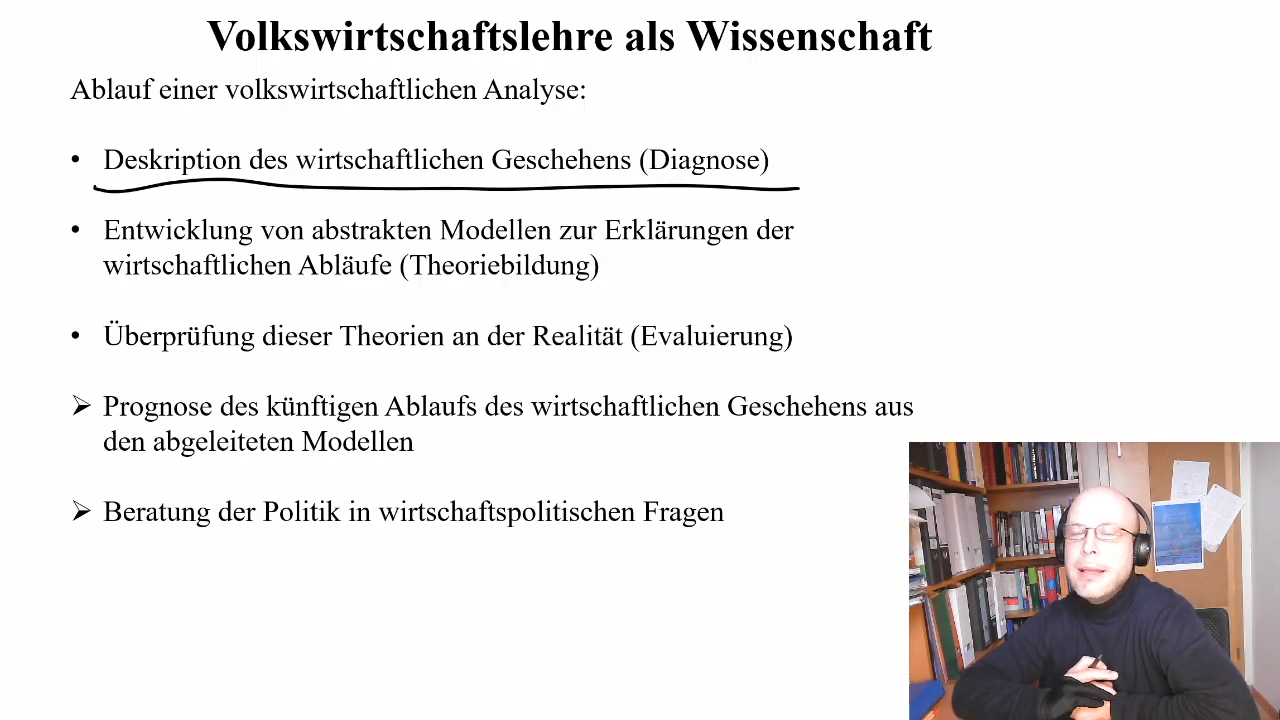 Volkswirtschaftslehre als Wissenschaft
Ablauf einer volkswirtschaftlichen Analyse:
• Deskription des wirtschaftlichen Geschehens (Diagnose)
• Entwicklung von abstrakten Modellen zur Erklärungen der
wirtschaftlichen Abläufe (Theoriebildung)
• Überprüfung dieser Theorien an der Realität (Evaluierung)
➢ Prognose des künftigen Ablaufs des wirtschaftlichen Geschehens aus
den abgeleiteten Modellen
➢ Beratung der Politik in wirtschaftspolitischen Fragen